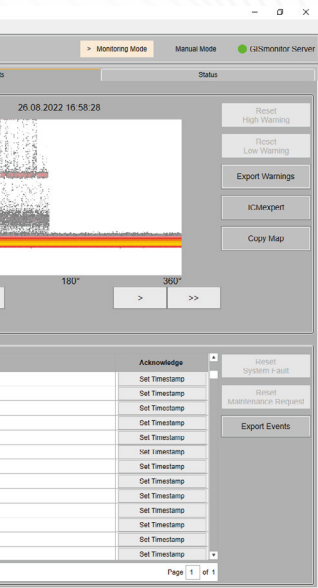 > Monitoring Mode
Manual Mode
GISmonitor Server
ts
Status
26.08.2022 16:58:28
Reset
High Warning
Reset
Low Warning
Export Warnings
ICMexpert
Copy Map
180°
360°
>
>>
Acknowledge
Reset
System Fault
Set Timestamp
Set Timestamp
Reset
Maintenance Request
Set Timestamp
Set Timestamp
Export Events
Set Timestamp
Set Timestamp
Set Timestamp
Set Timestamp
Set Timestamp
Set Timestamp
Set Timestamp
Set Timestamp
Set Timestamp
Page 1 of 1